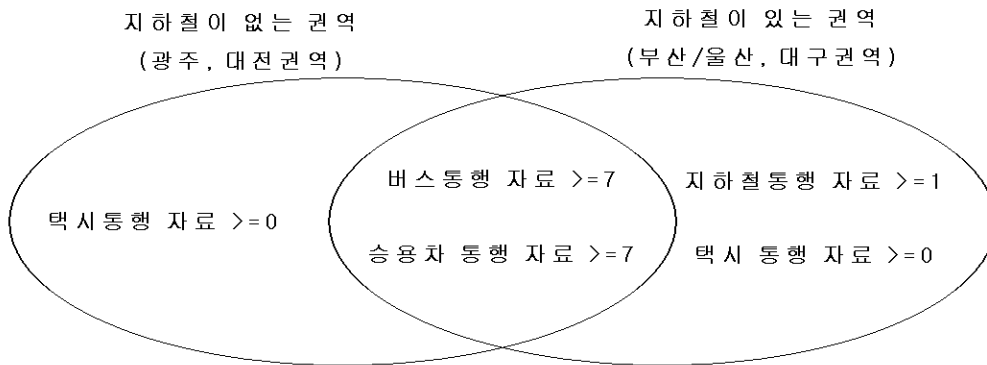 지하철이 없는 권역
(광주, 대전권역)
지하철이 있는 권역
(부산/울산, 대구권역)
택시통행 자료 >=0
버스통행 자료 >=7
승용차 통행 자료 >=7
지하철통행 자료 >=1
택시 통행 자료 >=0